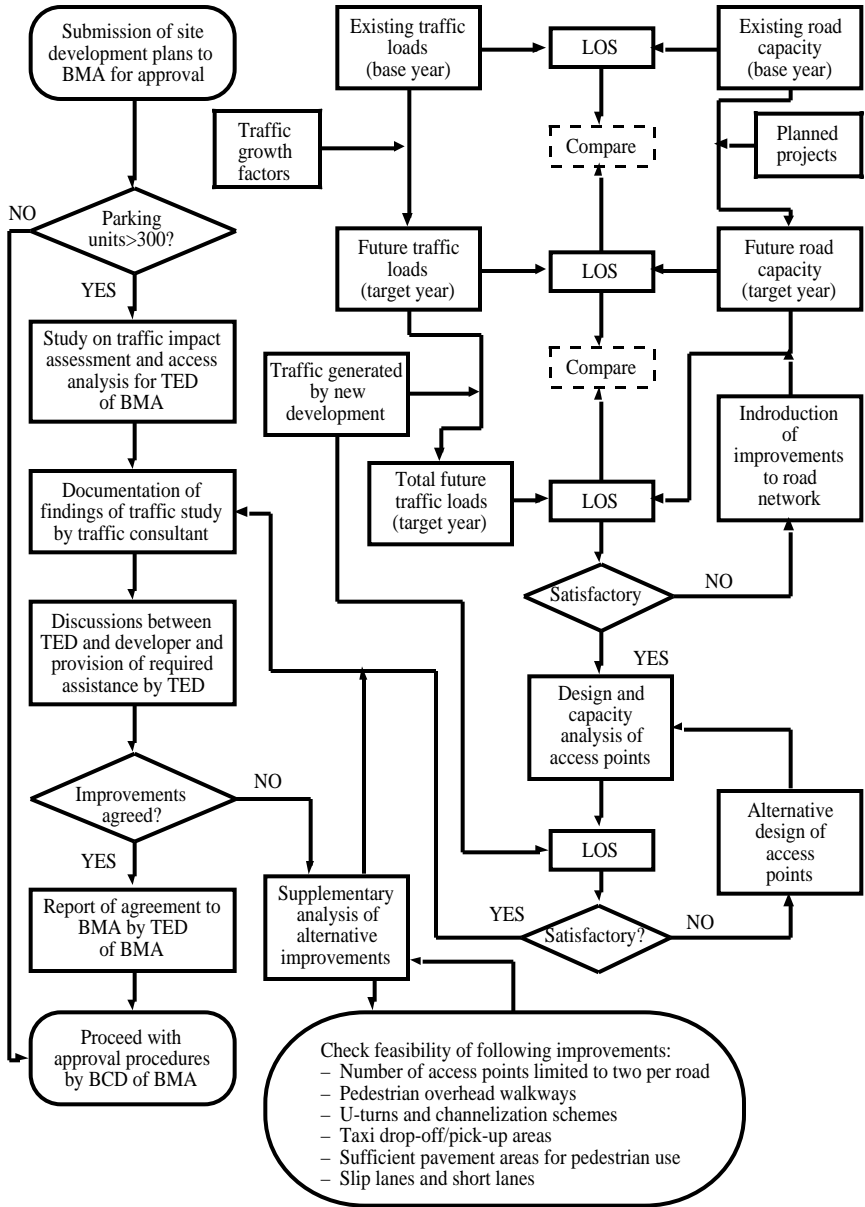 Submission of site
development plans to
BMA for approval
NO
Parking
units>300?
YES
Study on traffic impact
assessment and access
analysis for TED
of BMA
Documentation of
findings of traffic study
by traffic consultant
Discussions between
TED and developer and
provision of required
assistance by TED
Improvements
agreed?
NO
YES
Report of agreement to
BMA by TED
of BMA
Proceed with
approval procedures
by BCD of BMA
Existing traffic
loads
(base year)
LOS
Existing road
capacity
(base year)
Traffic
growth
factors
Compare
Planned
projects
Future traffic
loads
(target year)
LOS
Future road
capacity
(target year)
Traffic generated
by new
development
Compare
Indroduction
of
improvements
to road
network
Total future
traffic loads
(target year)
LOS
Satisfactory
NO
YES
Design and
capacity
analysis of
access points
Alternative
design of
access
points
LOS
YES
Satisfactory?
NO
Supplementary
analysis of
alternative
improvements
Check feasibility of following improvements:
– Number of access points limited to two per road
– Pedestrian overhead walkways
– U-turns and channelization schemes
– Taxi drop-off/pick-up areas
– Sufficient pavement areas for pedestrian use
– Slip lanes and short lanes